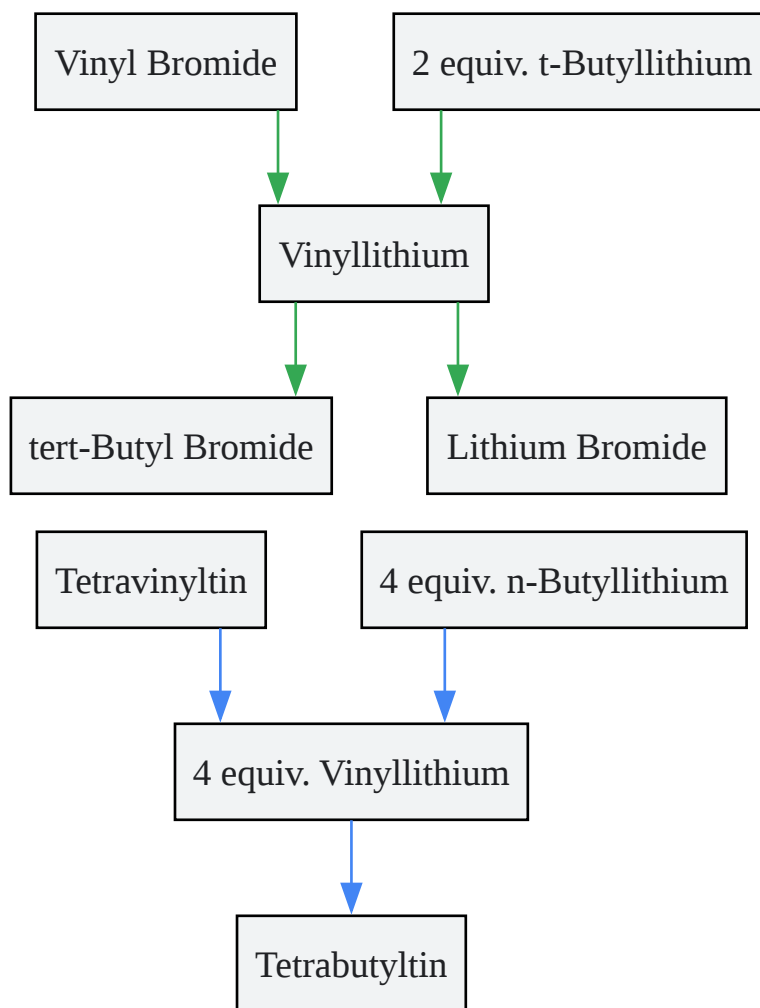 Vinyl Bromide
2 equiv. t-Butyllithium
Vinyllithium
tert-Butyl Bromide
Lithium Bromide
Tetravinyltin
4 equiv. n-Butyllithium
4 equiv. Vinyllithium
Tetrabutyltin